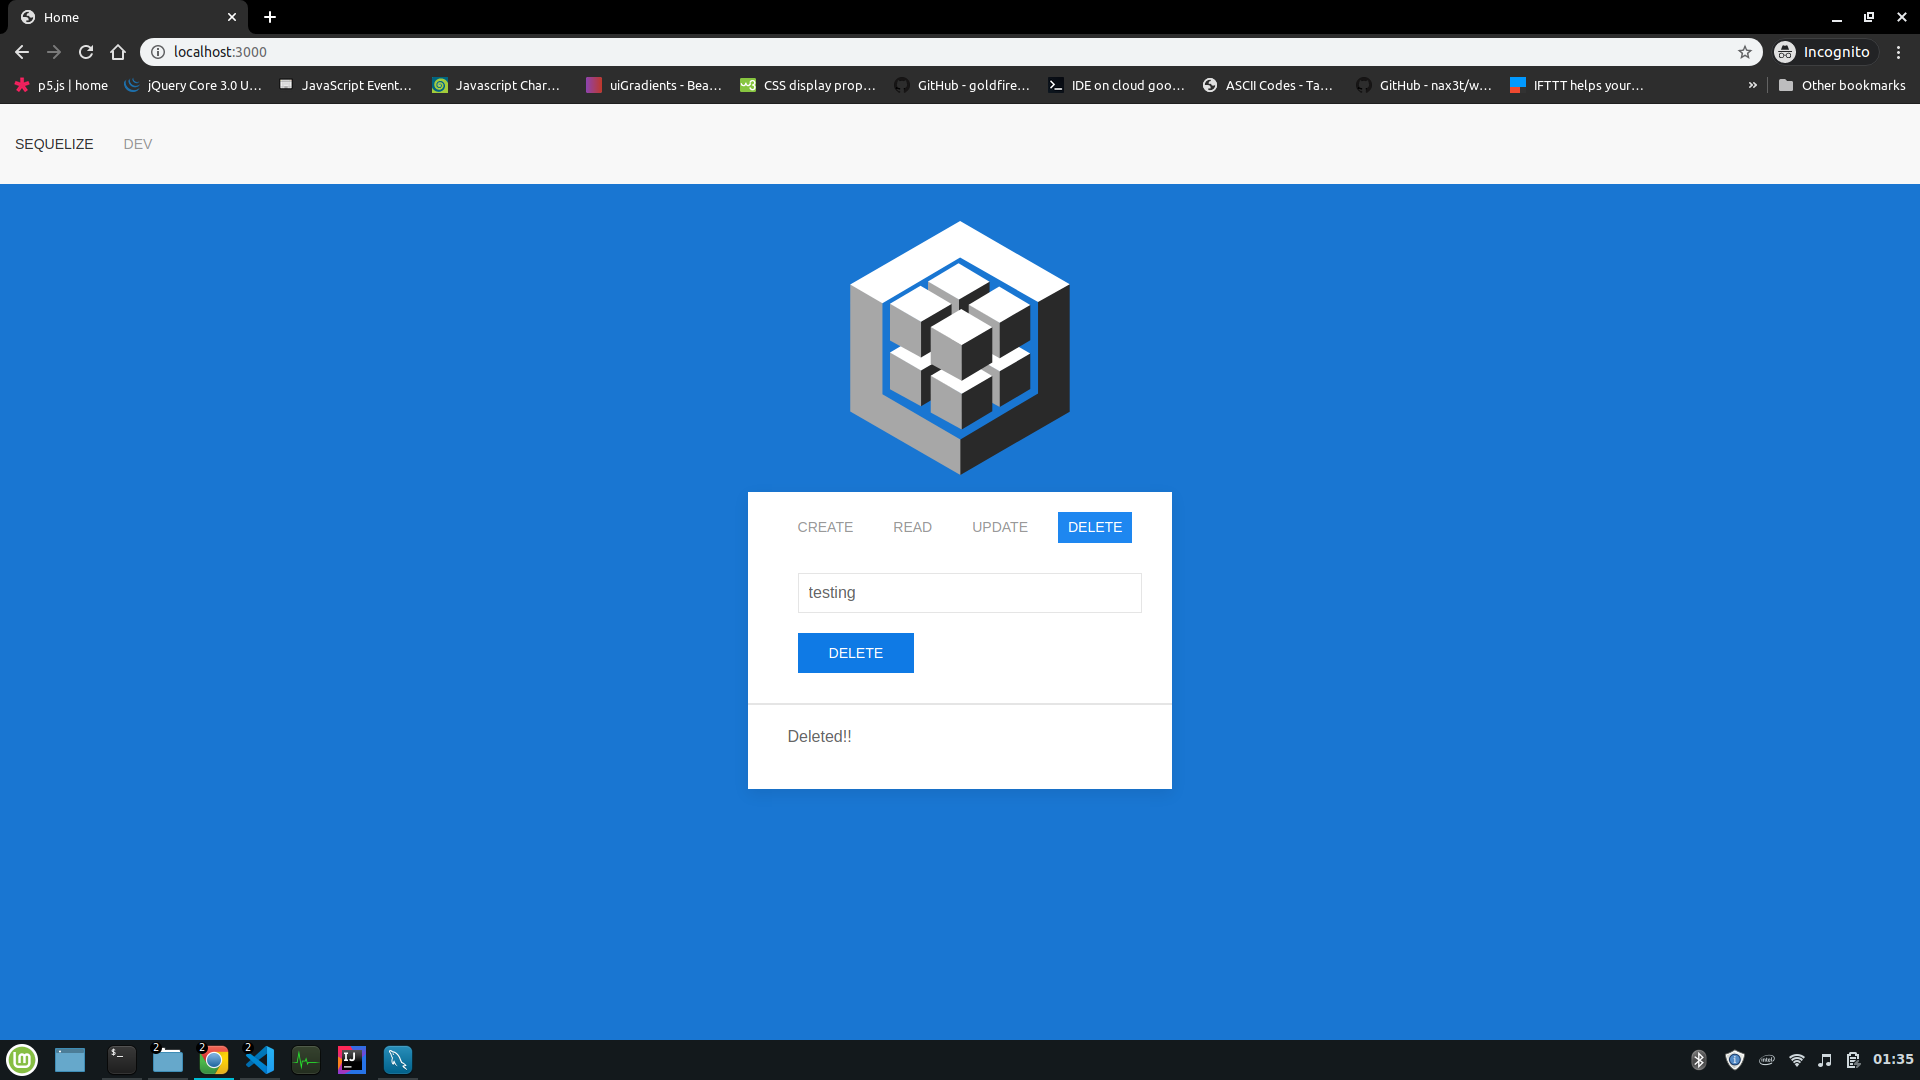 Home
localhost:3000
Incognito
p5.js | home
jQuery Core 3.0 U...
JavaScript Event...
Javascript Char...
uiGradients - Bea...
CSS display prop...
GitHub - goldfire...
IDE on cloud goo...
ASCII Codes - Ta...
GitHub - nax3t/w...
IFTTT helps your...
»
Other bookmarks
SEQUELIZE DEV
CREATE READ UPDATE DELETE
testing
DELETE
Deleted!!
$_
2
2
2
IJ
intel
01:35